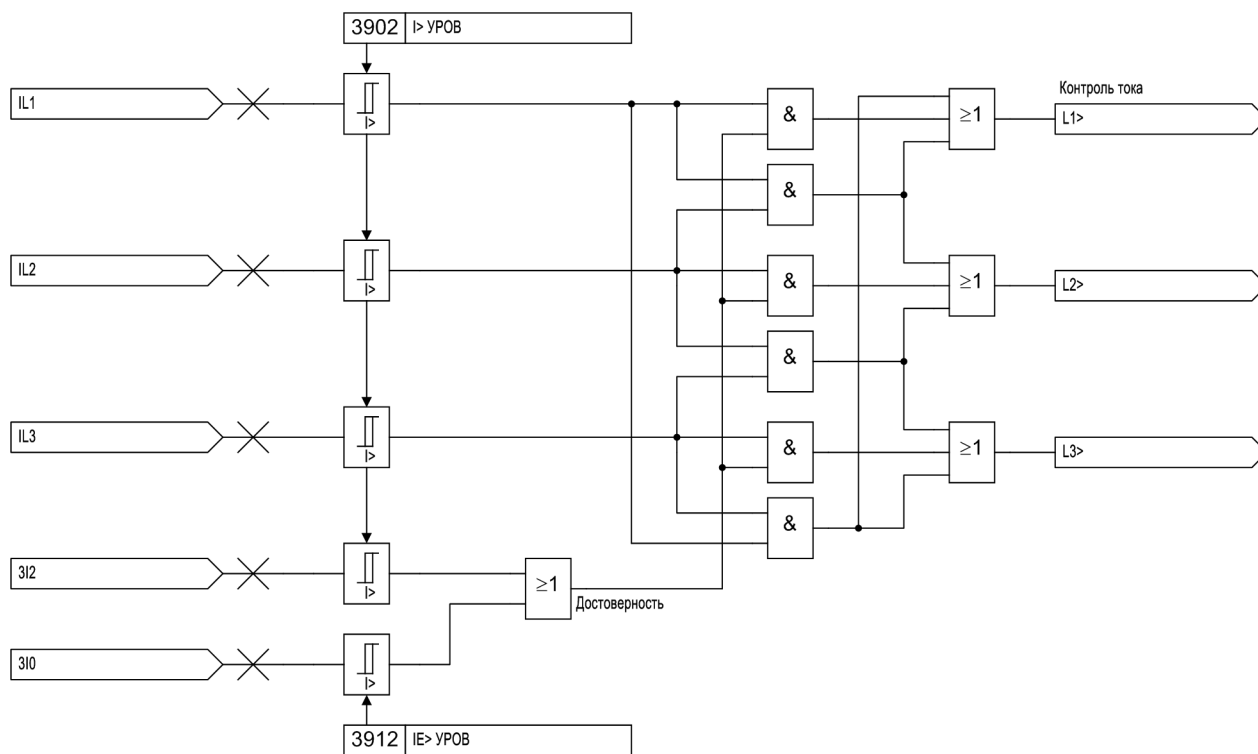 3902 I> УРОВ
IL1
I>
&
≥1
Контроль тока
L1>
&
IL2
I>
&
≥1
L2>
&
IL3
I>
&
≥1
L3>
&
3I2
I>
≥1
Достоверность
3I0
I>
3912 IE> УРОВ